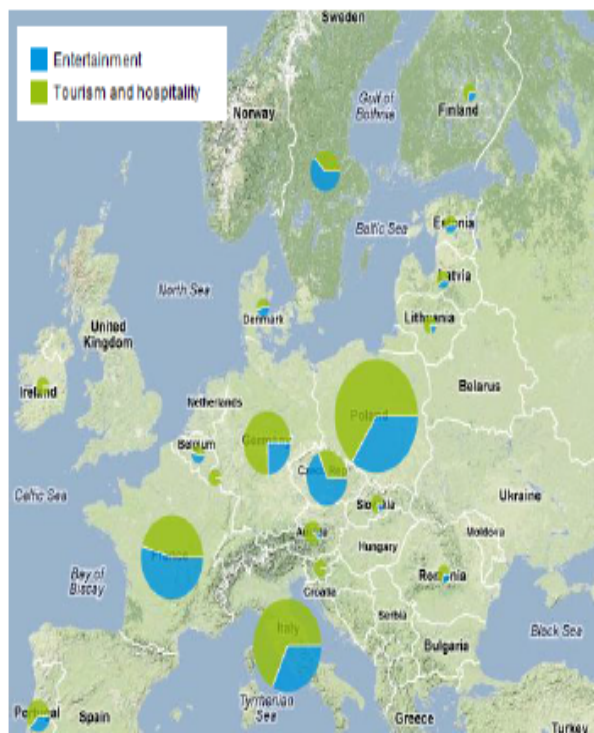 Entertainment
Tourism and hospitality
Sweden
Norway
Gulf of
Bothnia
Finland
Baltic Sea
Estonia
Latvia
Lithuania
North Sea
Denmark
United
Kingdom
Ireland
Netherlands
Poland
Belarus
Germany
Belgium
Celtic Sea
Czech Rep
Slovakia
Ukraine
France
Austria
Hungary
Moldova
Bay of
Biscay
Croatia
Romania
Serbia
Italy
Bulgaria
Black Sea
Portugal
Spain
Tyrrhenian
Sea
Greece
Turkey